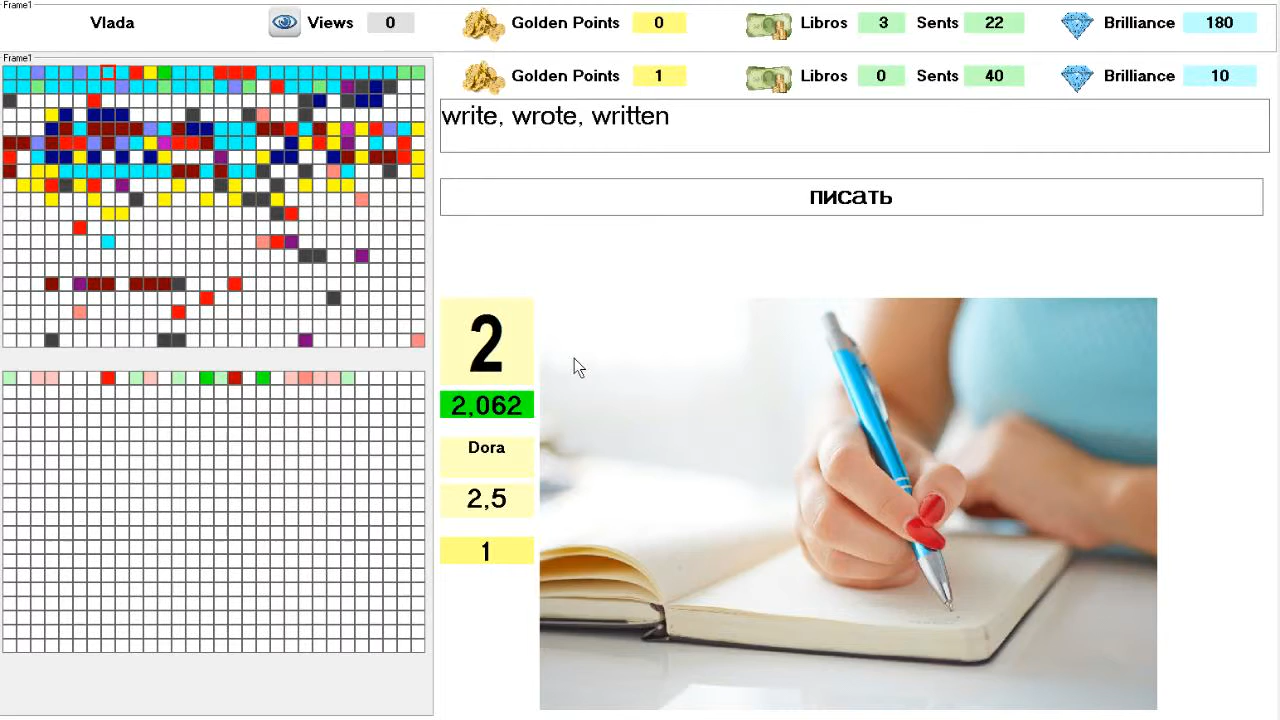 Frame1
Vlada Views 0 Golden Points 0 Libros 3 Sents 22 Brilliance 180
Frame1
Golden Points 1 Libros 0 Sents 40 Brilliance 10
write, wrote, written
писать
2
2,062
Dora
2,5
1